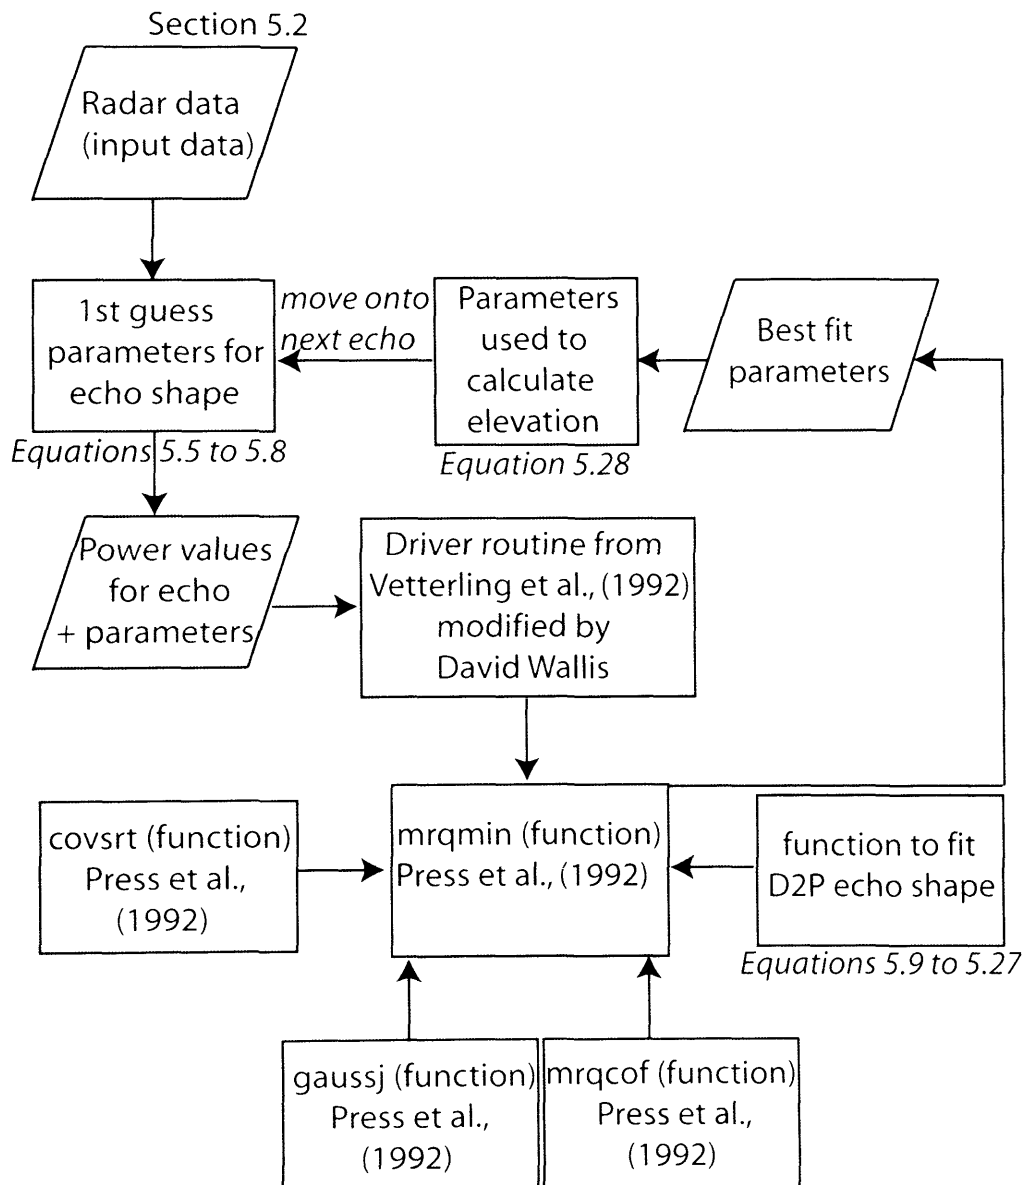 Section 5.2
Radar data
(input data)
1st guess
parameters for
echo shape
Equations 5.5 to 5.8
move onto
next echo
Parameters
used to
calculate
elevation
Equation 5.28
Best fit
parameters
Power values
for echo
+ parameters
Driver routine from
Vetterling et al., (1992)
modified by
David Wallis
covsrt (function)
Press et al.,
(1992)
mrqmin (function)
Press et al., (1992)
function to fit
D2P echo shape
Equations 5.9 to 5.27
gaussj (function)
Press et al.,
(1992)
mrqcof (function)
Press et al.,
(1992)